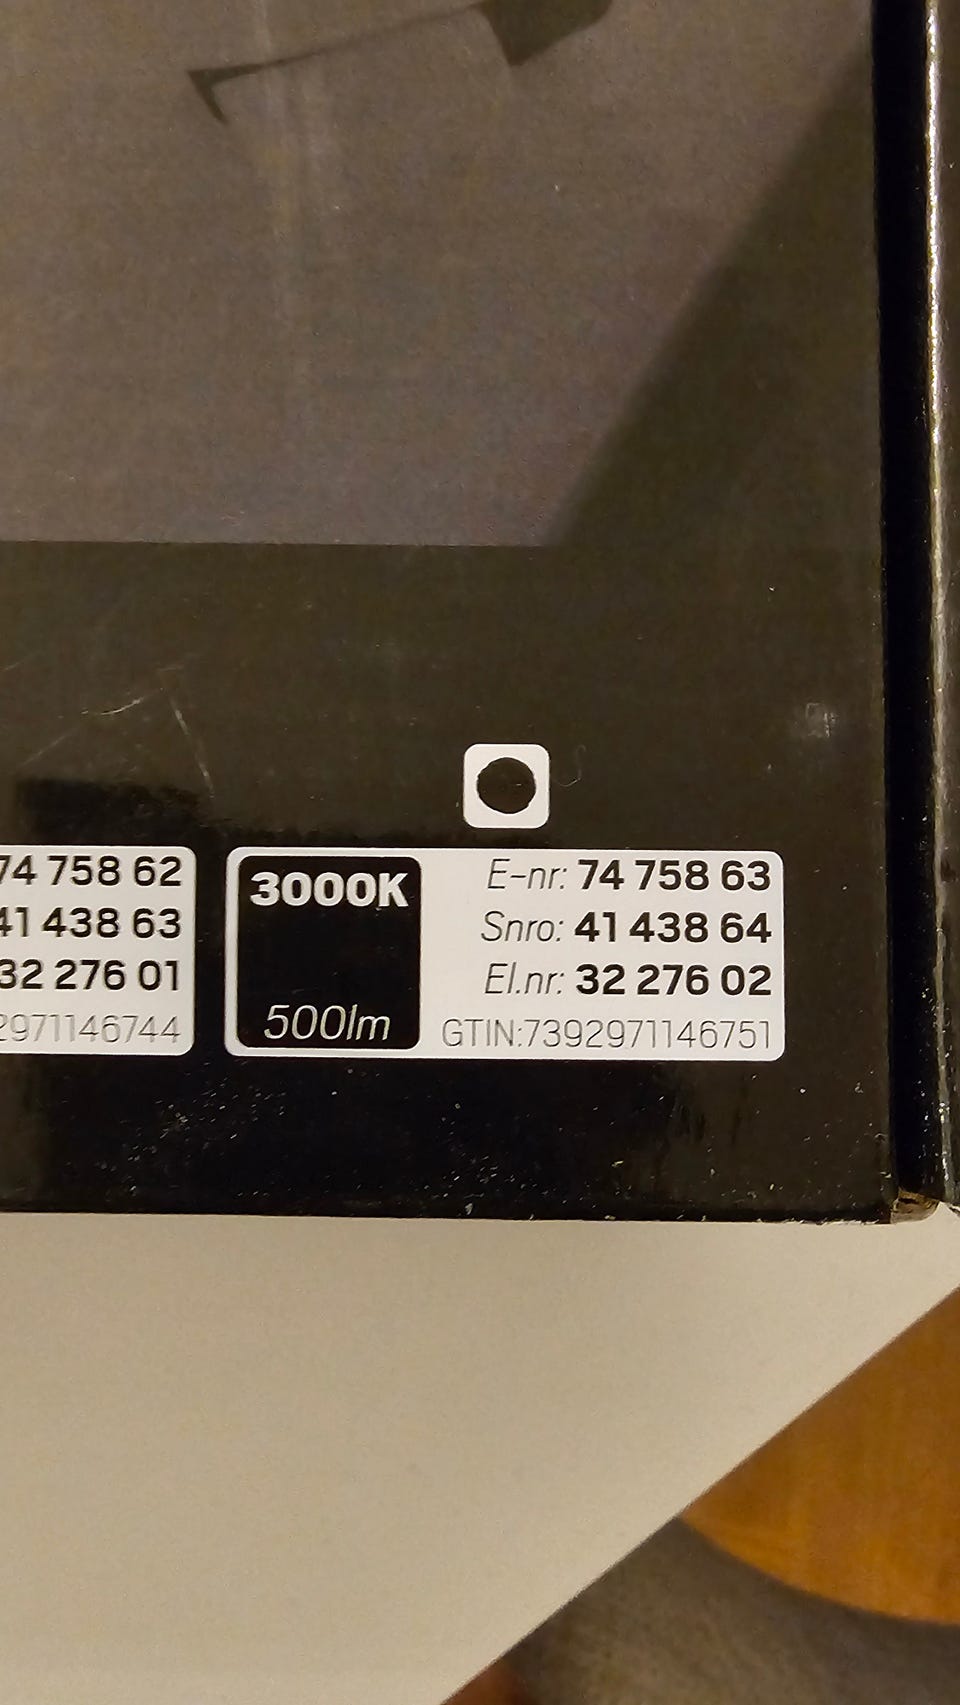 74 758 62
41 438 63
32 276 01
2971146744
3000K
500lm
E-nr: 74 758 63
Snro: 41 438 64
El.nr: 32 276 02
GTIN:7392971146751